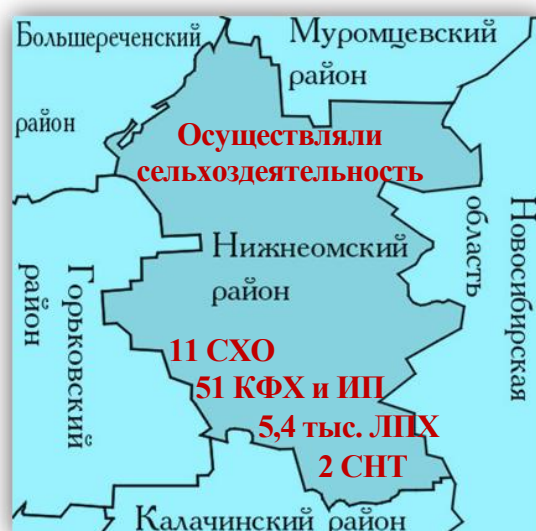 Большереченский
район
Муромцевский
район
Осуществляли
сельхоздеятельность
Нижнеомский
район
Горьковский
район
Новосибирская
область
11 СХО
51 КФХ и ИП
5,4 тыс. ЛПХ
2 СНТ
Калачинский район